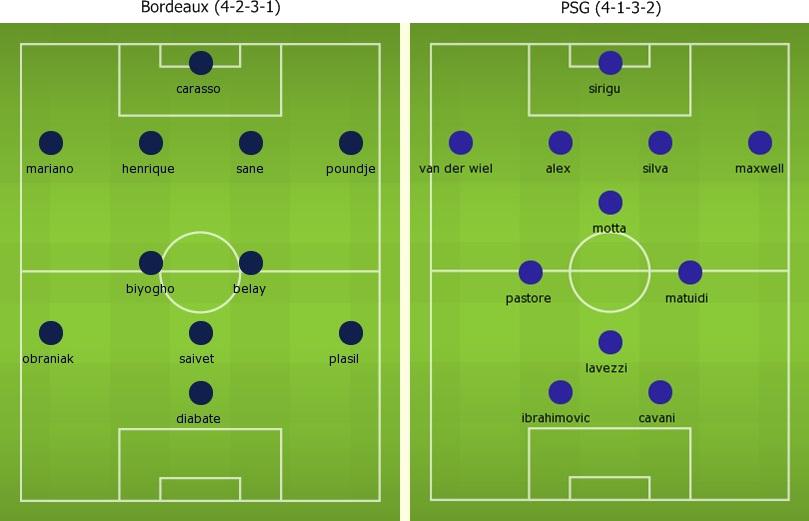 Bordeaux (4-2-3-1)
carasso
mariano henrique sane poundje
biyogho belay
obraniak saivet plasil
diabate
PSG (4-1-3-2)
sirigu
van der wiel alex silva maxwell
motta
pastore matuidi
lavezzi
ibrahimovic cavani